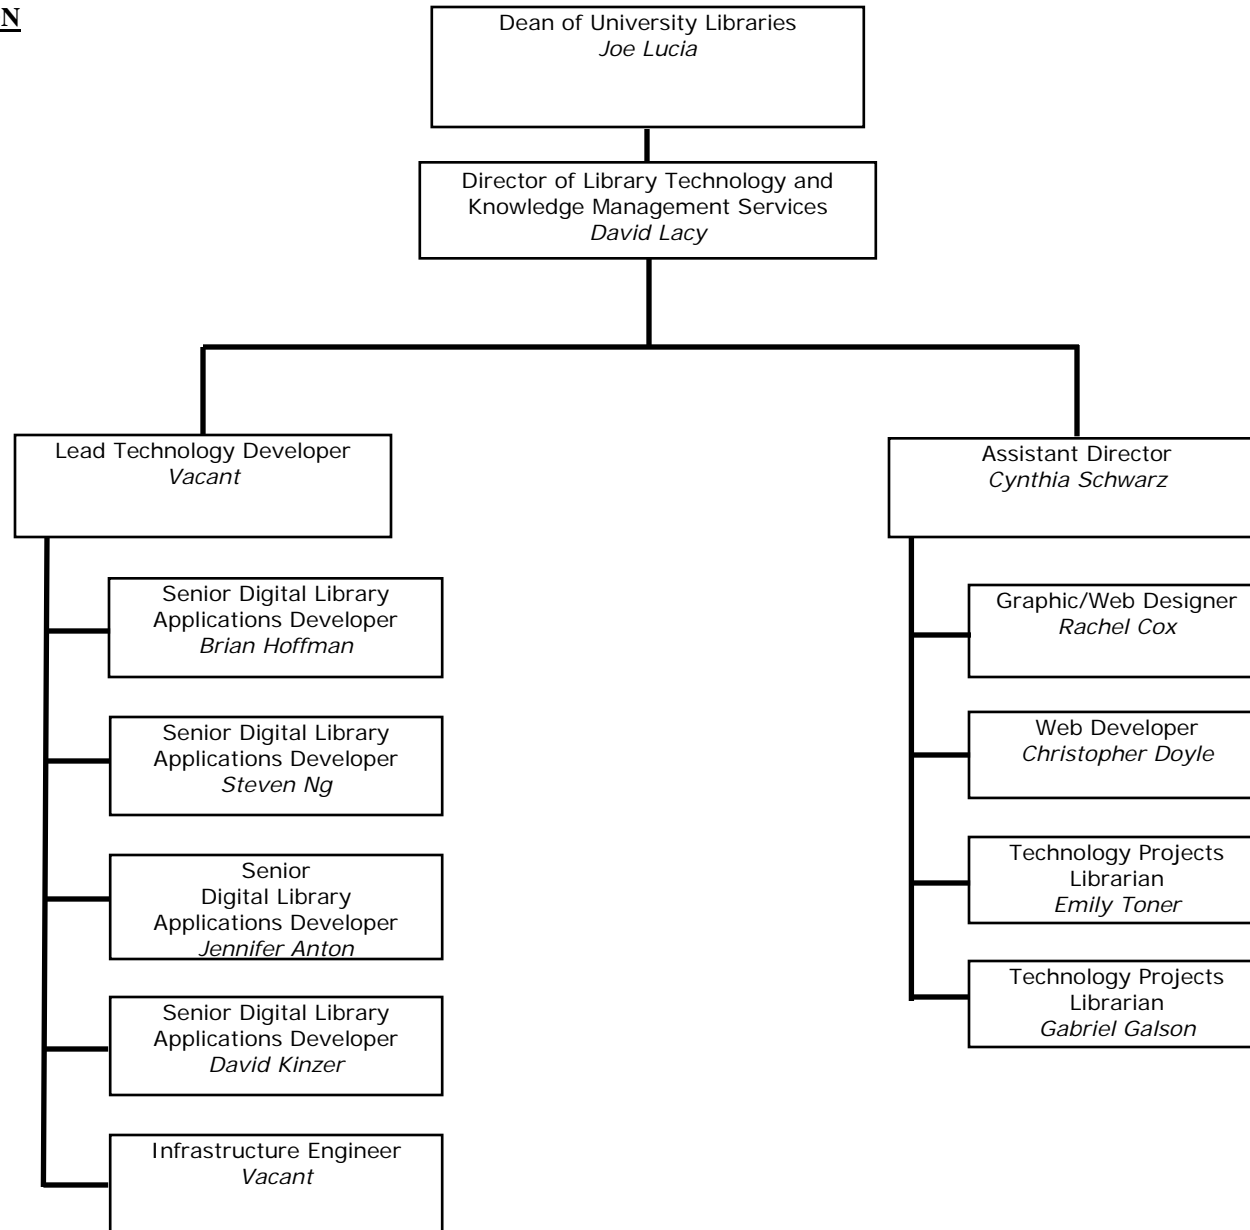 N
Dean of University Libraries
Joe Lucia
Director of Library Technology and
Knowledge Management Services
David Lacy
Lead Technology Developer
Vacant
Senior Digital Library
Applications Developer
Brian Hoffman
Senior Digital Library
Applications Developer
Steven Ng
Senior
Digital Library
Applications Developer
Jennifer Anton
Senior Digital Library
Applications Developer
David Kinzer
Infrastructure Engineer
Vacant
Assistant Director
Cynthia Schwarz
Graphic/Web Designer
Rachel Cox
Web Developer
Christopher Doyle
Technology Projects
Librarian
Emily Toner
Technology Projects
Librarian
Gabriel Galson